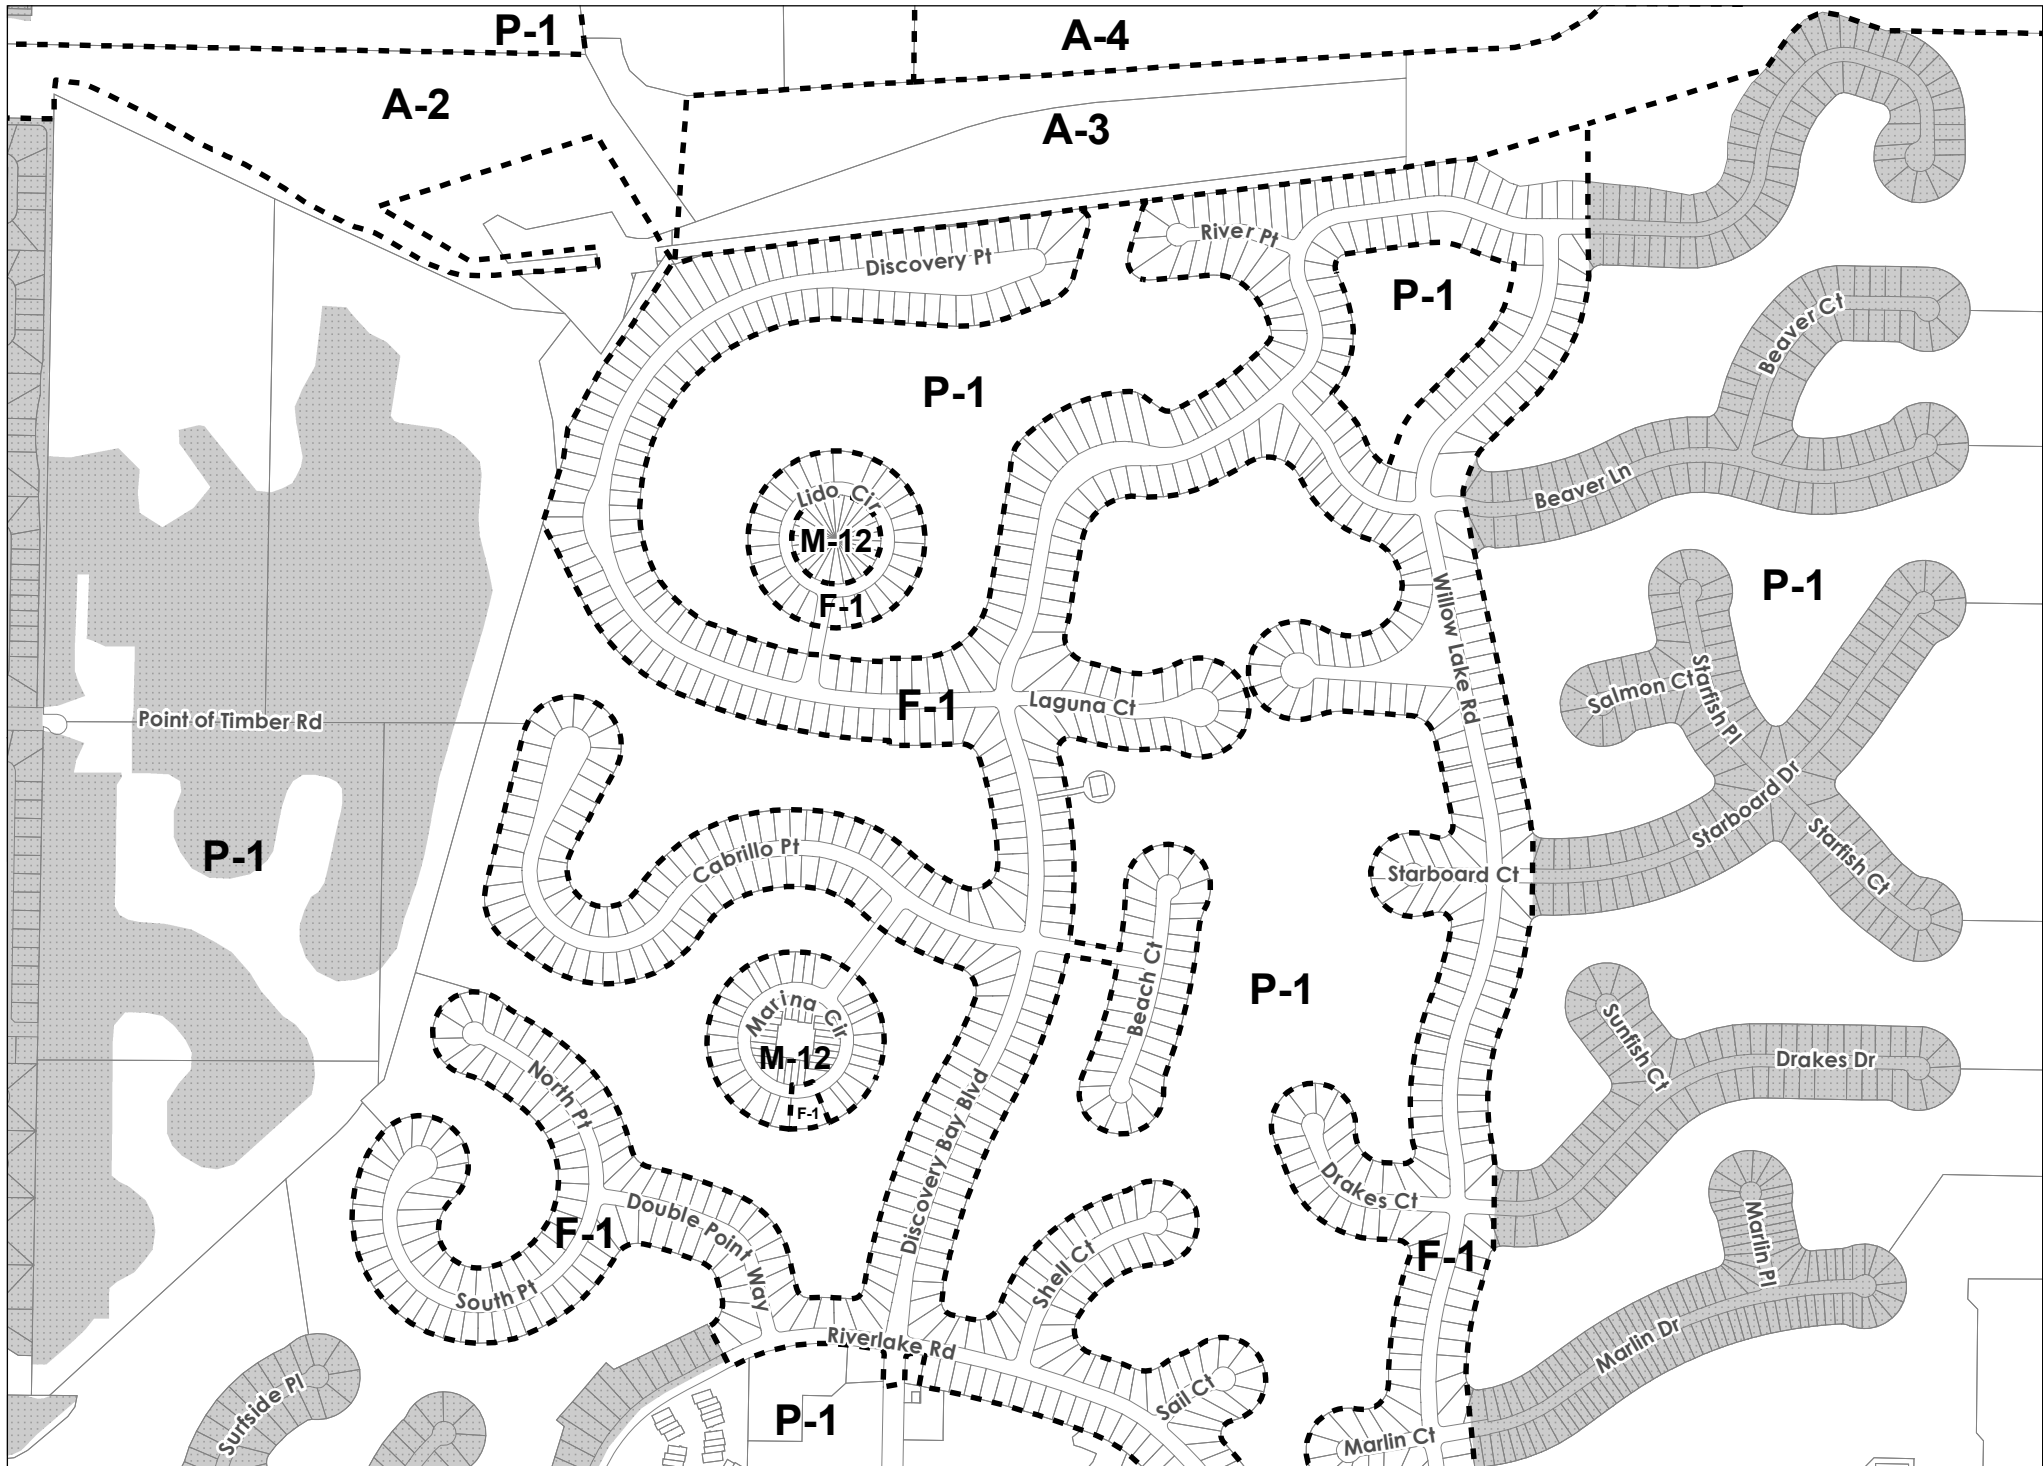 P-1
A-4
A-2
A-3
River Pt
Discovery Pt
P-1
Beaver Ct
P-1
Lido Cir
Beaver Ln
M-12
F-1
P-1
Willow Lake Rd
Starfish Pl
Salmon Ct
F-1
Laguna Ct
Point of Timber Rd
Starboard Dr
P-1
Cabrillo Pt
Starboard Ct
Starfish Ct
Beach Ct
P-1
Marina Cir
M-12
F-1
Sunfish Ct
Drakes Dr
North Pt
Discovery Bay Blvd
Drakes Ct
Double Point Way
F-1
Shell Ct
F-1
Marlin Pl
South Pt
Riverlake Rd
Marlin Dr
Surfside Pl
Sail Ct
P-1
Marlin Ct